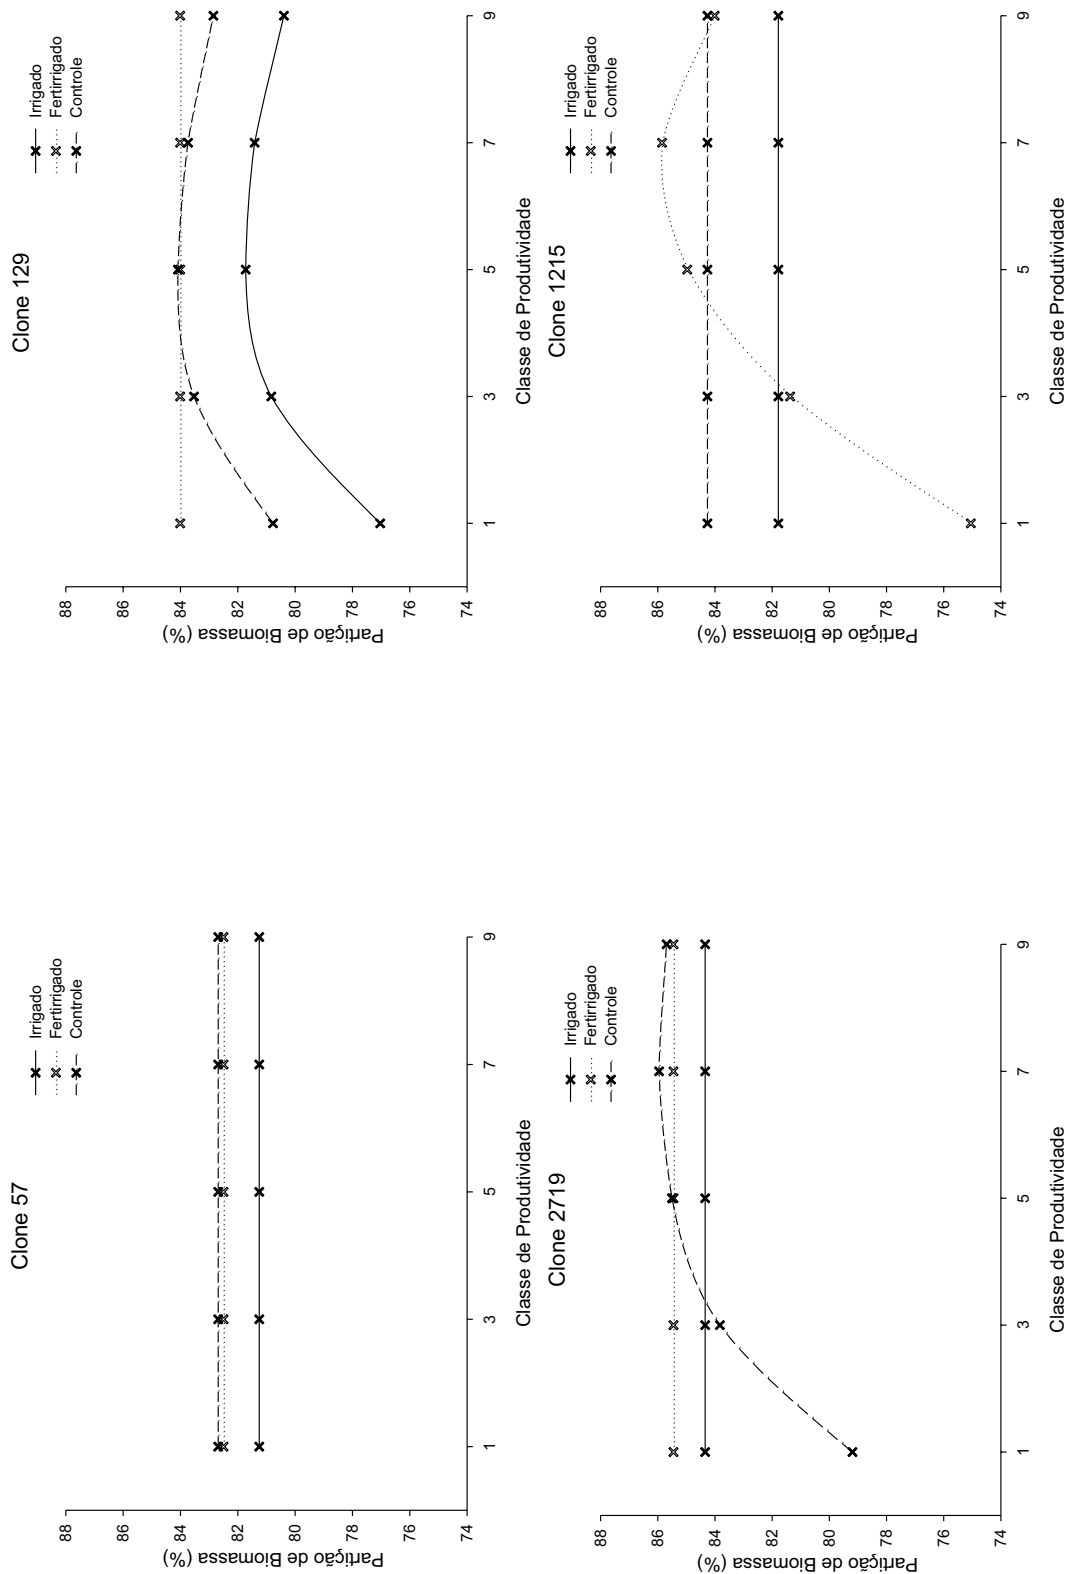 Clone 57
Irrigado
Fertirrigado
Controle
Partição de Biomassa (%)
88
86
84
82
80
78
76
74
1 3 5 7 9
Classe de Produtividade
Clone 129
Irrigado
Fertirrigado
Controle
Partição de Biomassa (%)
88
86
84
82
80
78
76
74
1 3 5 7 9
Classe de Produtividade
Clone 2719
Irrigado
Fertirrigado
Controle
Partição de Biomassa (%)
88
86
84
82
80
78
76
74
1 3 5 7 9
Classe de Produtividade
Clone 1215
Irrigado
Fertirrigado
Controle
Partição de Biomassa (%)
88
86
84
82
80
78
76
74
1 3 5 7 9
Classe de Produtividade